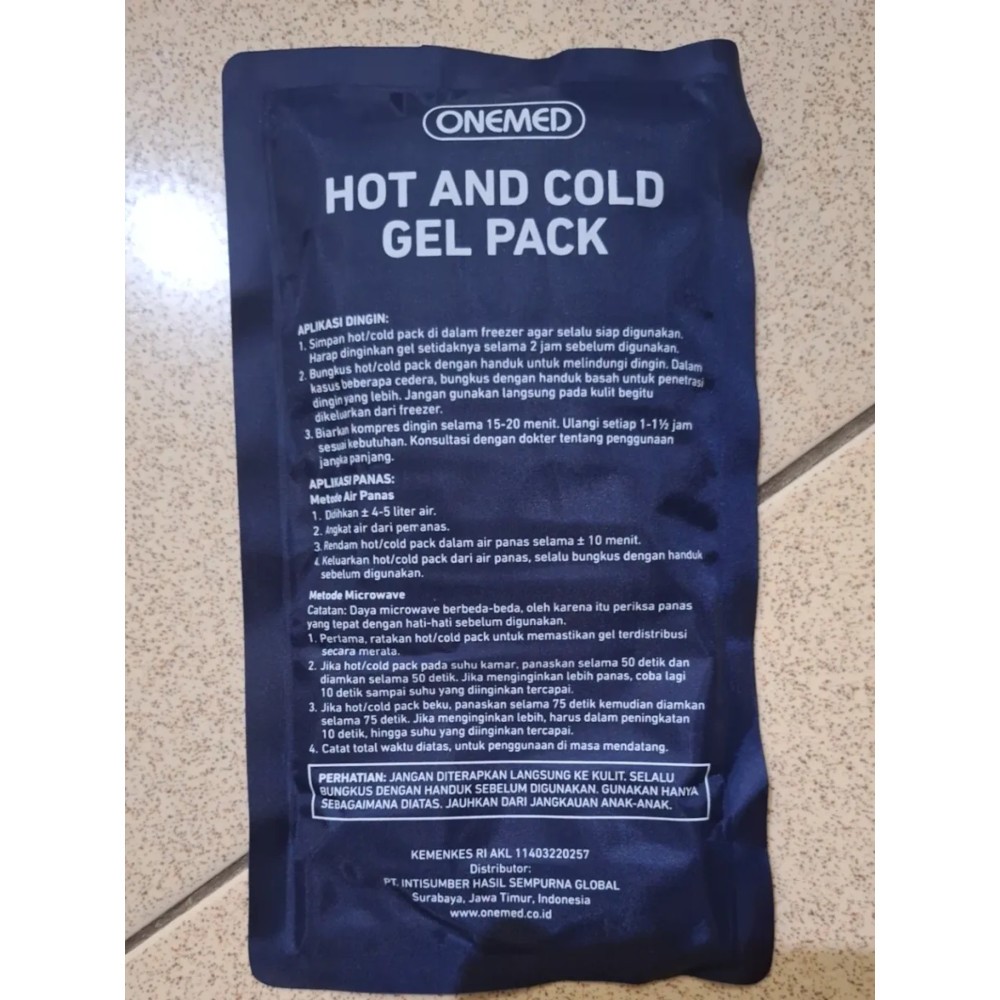 ONEMED
HOT AND COLD
GEL PACK
APLIKASI DINGIN:
1. Simpan hot/cold pack di dalam freezer agar selalu siap digunakan.
Harap dinginkan gel setidaknya selama 2 jam sebelum digunakan.
2. Bungkus hot/cold pack dengan handuk untuk melindungi dingin. Dalam
kasus beberapa cedera, bungkus dengan handuk basah untuk penetrasi
dingin yang lebih. Jangan gunakan langsung pada kulit begitu
dikeluarkan dari freezer.
3. Biarkan kompres dingin selama 15-20 menit. Ulangi setiap 1-1½ jam
sesuai kebutuhan. Konsultasi dengan dokter tentang penggunaan
jangka panjang.
APLIKASI PANAS:
Metode Air Panas
1. Didihkan ± 4-5 liter air.
2. Angkat air dari pemanas.
3. Rendam hot/cold pack dalam air panas selama ± 10 menit.
4. Keluarkan hot/cold pack dari air panas, selalu bungkus dengan handuk
sebelum digunakan.
Metode Microwave
Catatan: Daya microwave berbeda-beda, oleh karena itu periksa panas
yang tepat dengan hati-hati sebelum digunakan.
1. Pertama, ratakan hot/cold pack untuk memastikan gel terdistribusi
secara merata.
2. Jika hot/cold pack pada suhu kamar, panaskan selama 50 detik dan
diamkan selama 50 detik. Jika menginginkan lebih panas, coba lagi
10 detik sampai suhu yang diinginkan tercapai.
3. Jika hot/cold pack beku, panaskan selama 75 detik kemudian diamkan
selama 75 detik. Jika menginginkan lebih, harus dalam peningkatan
10 detik, hingga suhu yang diinginkan tercapai.
4. Catat total waktu diatas, untuk penggunaan di masa mendatang.
PERHATIAN: JANGAN DITERAPKAN LANGSUNG KE KULIT. SELALU
BUNGKUS DENGAN HANDUK SEBELUM DIGUNAKAN. GUNAKAN HANYA
SEBAGAIMANA DIATAS. JAUHKAN DARI JANGKAUAN ANAK-ANAK.
KEMENKES RI AKL 11403220257
Distributor:
PT. INTISUMBER HASIL SEMPURNA GLOBAL
Surabaya, Jawa Timur, Indonesia
www.onemed.co.id